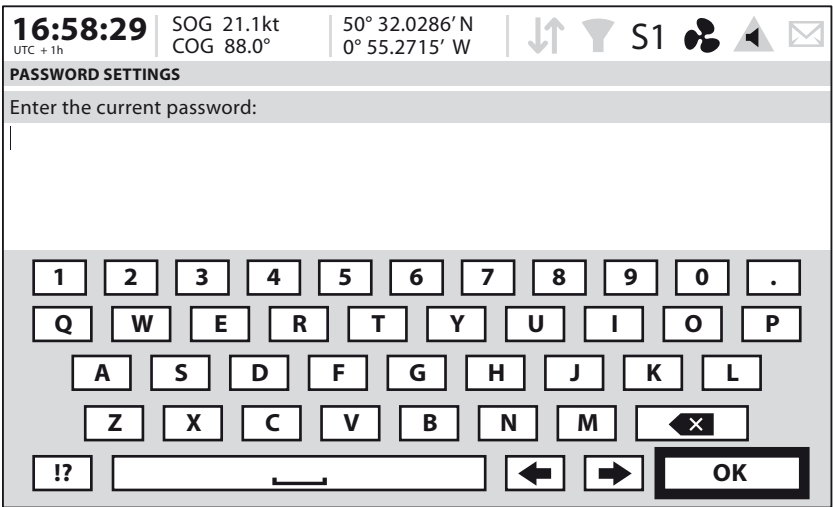 16:58:29 SOG 21.1kt 50° 32.0286′ N S1
UTC + 1h COG 88.0° 0° 55.2715′ W
PASSWORD SETTINGS
Enter the current password:
1 2 3 4 5 6 7 8 9 0 .
Q W E R T Y U I O P
A S D F G H J K L
Z X C V B N M
!? OK